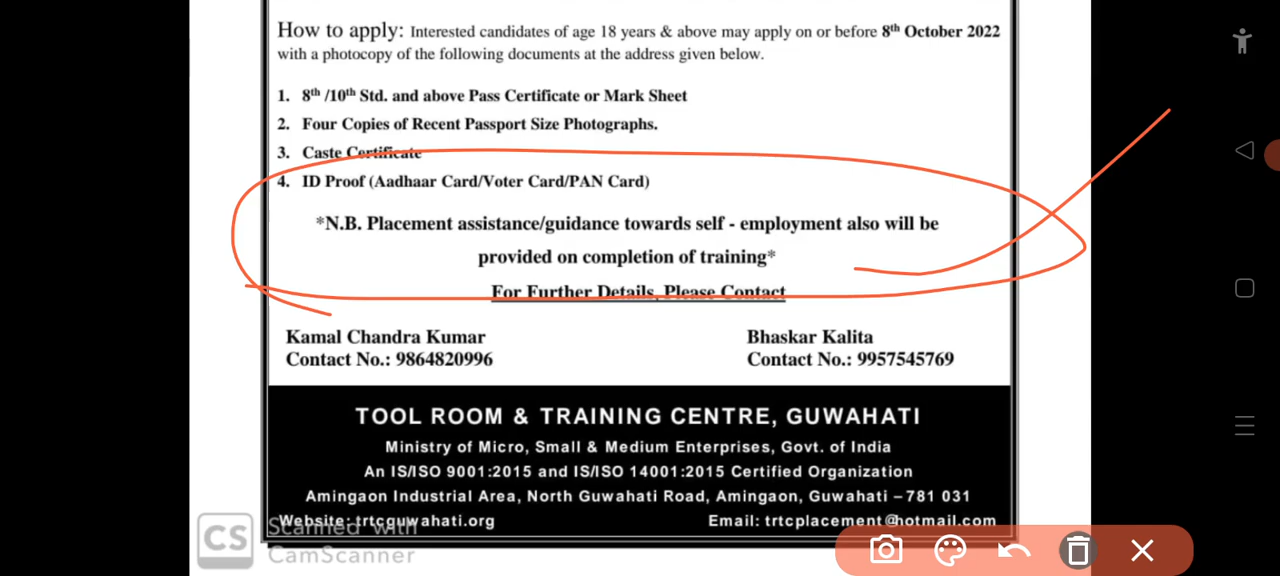 How to apply: Interested candidates of age 18 years & above may apply on or before 8th October 2022
with a photocopy of the following documents at the address given below.
1. 8th /10th Std. and above Pass Certificate or Mark Sheet
2. Four Copies of Recent Passport Size Photographs.
3. Caste Certificate
4. ID Proof (Aadhaar Card/Voter Card/PAN Card)
*N.B. Placement assistance/guidance towards self - employment also will be
provided on completion of training*
For Further Details, Please Contact
Kamal Chandra Kumar Bhaskar Kalita
Contact No.: 9864820996 Contact No.: 9957545769
TOOL ROOM & TRAINING CENTRE, GUWAHATI
Ministry of Micro, Small & Medium Enterprises, Govt. of India
An IS/ISO 9001:2015 and IS/ISO 14001:2015 Certified Organization
Amingaon Industrial Area, North Guwahati Road, Amingaon, Guwahati – 781 031
Website: trtcguwahati.org Email: trtcplacement@hotmail.com
CS Scanned with
CamScanner